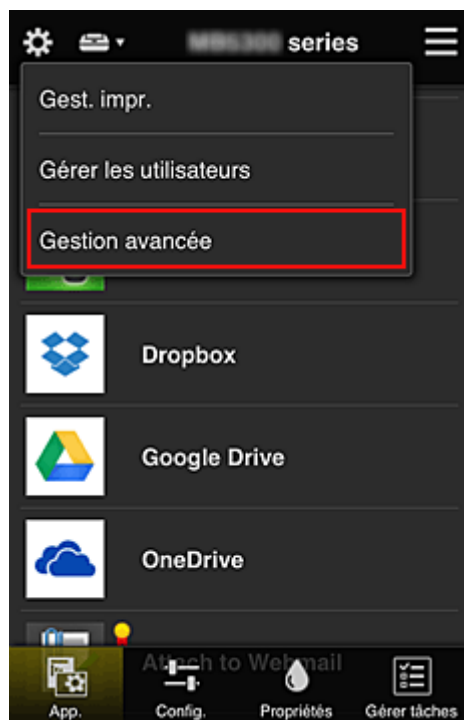 series
Gest. impr.
Gérer les utilisateurs
Gestion avancée
Dropbox
Google Drive
OneDrive
Attach to Webmail
App.
Config.
Propriétés
Gérer tâches